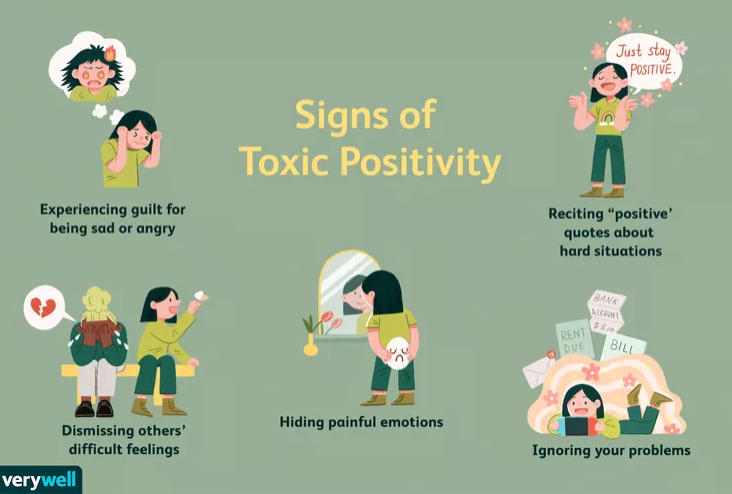 Signs of
Toxic Positivity
Experiencing guilt for
being sad or angry
Just stay
POSITIVE.
Reciting “positive’
quotes about
hard situations
Dismissing others’
difficult feelings
Hiding painful emotions
BANK
ACCOUNT
$5.00
RENT
DUE
BILL
Ignoring your problems
verywell